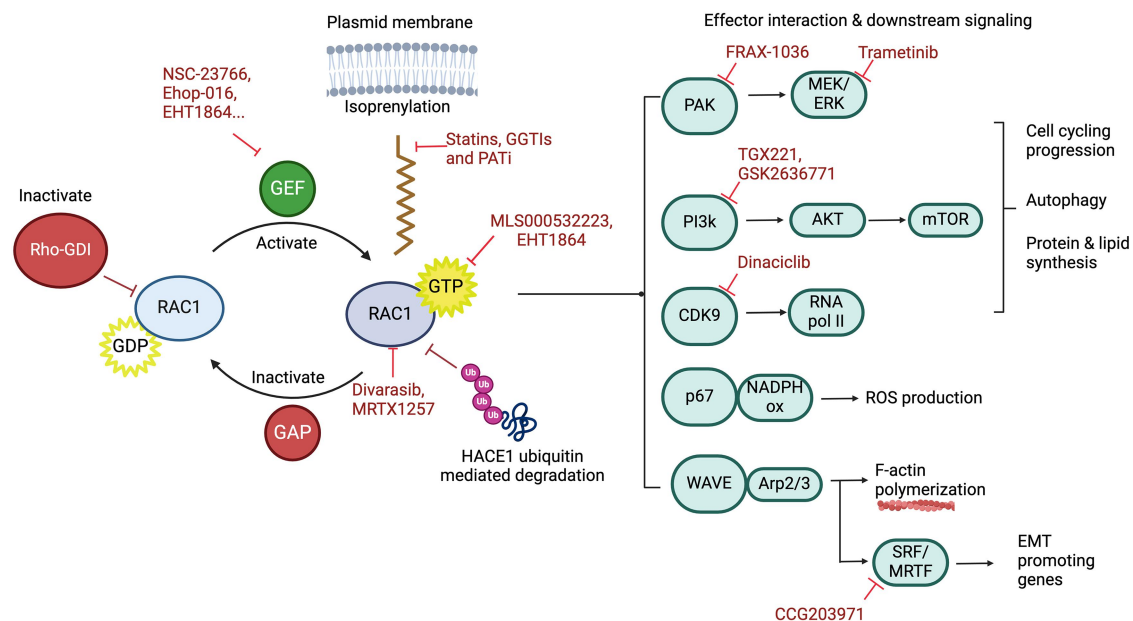 Plasmid membrane
Effector interaction & downstream signaling
NSC-23766,
Ehop-016,
EHT1864...
Isoprenylation
Statins, GGTIs
and PATi
GEF
Activate
Inactivate
Rho-GDI
RAC1
GDP
MLS000532223,
EHT1864
GTP
RAC1
Inactivate
GAP
Divarasib,
MRTX1257
Ub
Ub
Ub
Ub
HACE1 ubiquitin
mediated degradation
FRAX-1036
Trametinib
PAK
MEK/
ERK
TGX221,
GSK2636771
PI3k
AKT
mTOR
Dinaciclib
CDK9
RNA
pol II
Cell cycling
progression
Autophagy
Protein & lipid
synthesis
p67
NADPH
ox
ROS production
WAVE
Arp2/3
F-actin
polymerization
SRF/
MRTF
EMT
promoting
genes
CCG203971